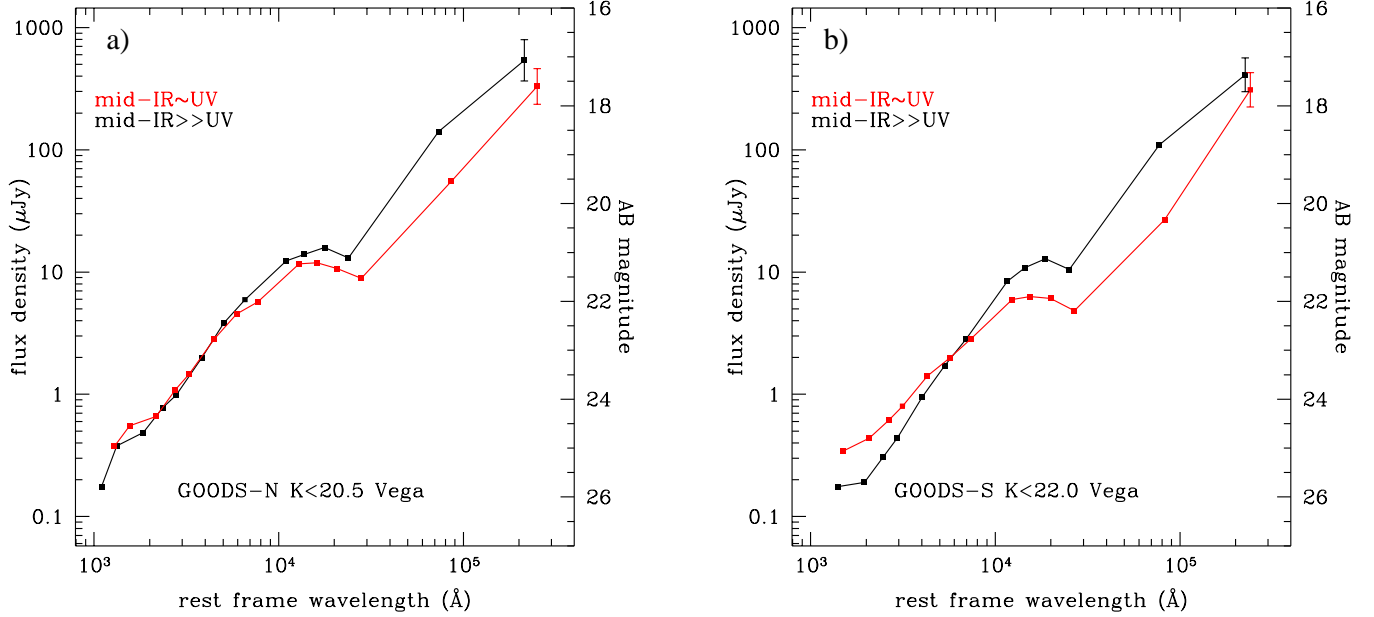 a)
mid−IR~UV
mid−IR>>UV
GOODS−N K<20.5 Vega
1000
100
10
1
0.1
flux density (μJy)
10³
10⁴
10⁵
rest frame wavelength (Å)
16
18
20
22
24
26
AB magnitude
b)
mid−IR~UV
mid−IR>>UV
GOODS−S K<22.0 Vega
1000
100
10
1
0.1
flux density (μJy)
10³
10⁴
10⁵
rest frame wavelength (Å)
16
18
20
22
24
26
AB magnitude